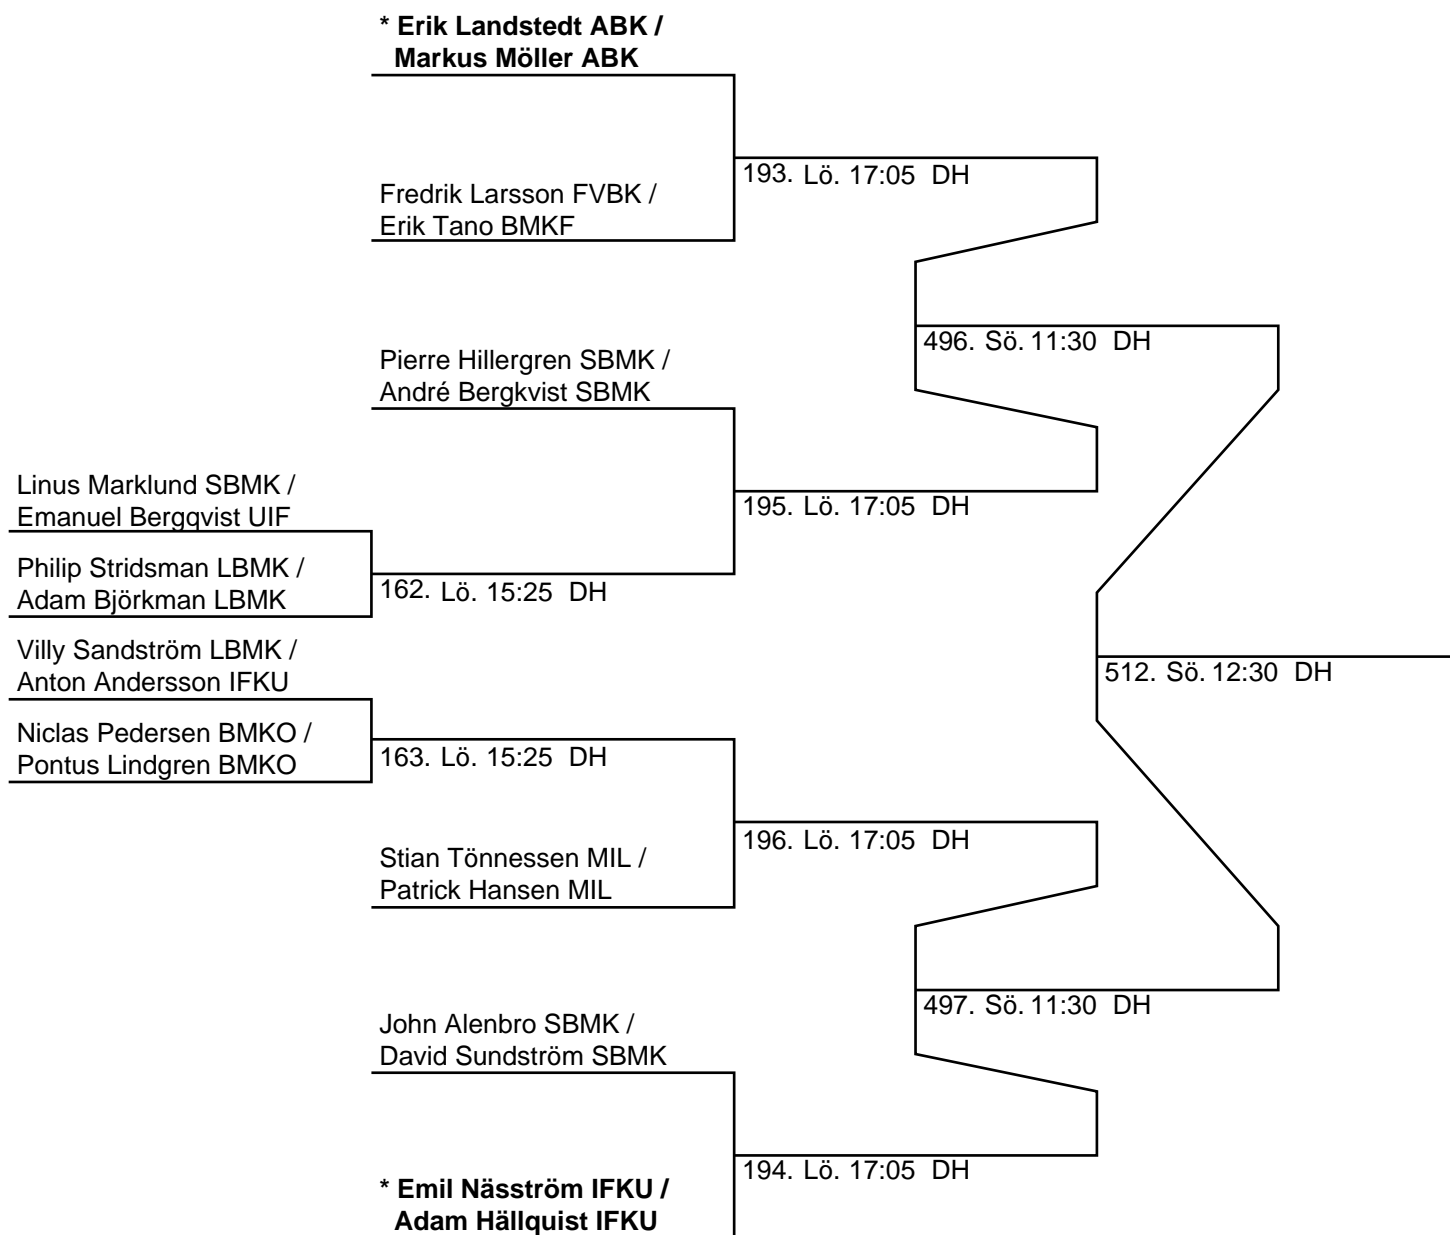 * Erik Landstedt ABK /
Markus Möller ABK
193. Lö. 17:05 DH
Fredrik Larsson FVBK /
Erik Tano BMKF
496. Sö. 11:30 DH
Pierre Hillergren SBMK /
André Bergkvist SBMK
Linus Marklund SBMK /
Emanuel Bergqvist UIF
195. Lö. 17:05 DH
Philip Stridsman LBMK /
Adam Björkman LBMK
162. Lö. 15:25 DH
Villy Sandström LBMK /
Anton Andersson IFKU
512. Sö. 12:30 DH
Niclas Pedersen BMKO /
Pontus Lindgren BMKO
163. Lö. 15:25 DH
196. Lö. 17:05 DH
Stian Tönnessen MIL /
Patrick Hansen MIL
497. Sö. 11:30 DH
John Alenbro SBMK /
David Sundström SBMK
194. Lö. 17:05 DH
* Emil Näsström IFKU /
Adam Hällquist IFKU